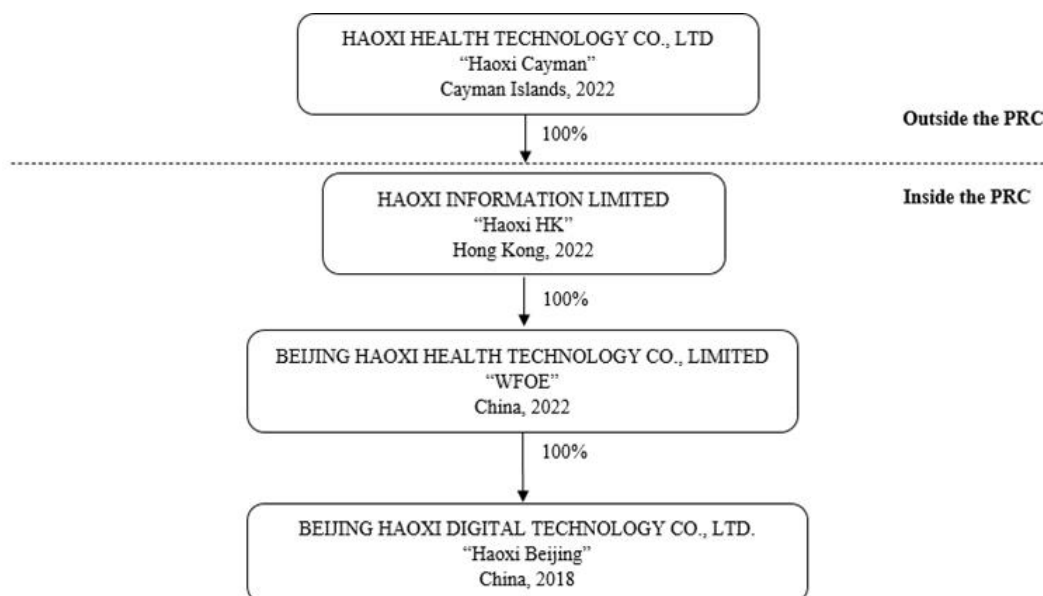 HAOXI HEALTH TECHNOLOGY CO., LTD
“Haoxi Cayman”
Cayman Islands, 2022
Outside the PRC
100%
Inside the PRC
HAOXI INFORMATION LIMITED
“Haoxi HK”
Hong Kong, 2022
100%
BEIJING HAOXI HEALTH TECHNOLOGY CO., LIMITED
“WFOE”
China, 2022
100%
BEIJING HAOXI DIGITAL TECHNOLOGY CO., LTD.
“Haoxi Beijing”
China, 2018